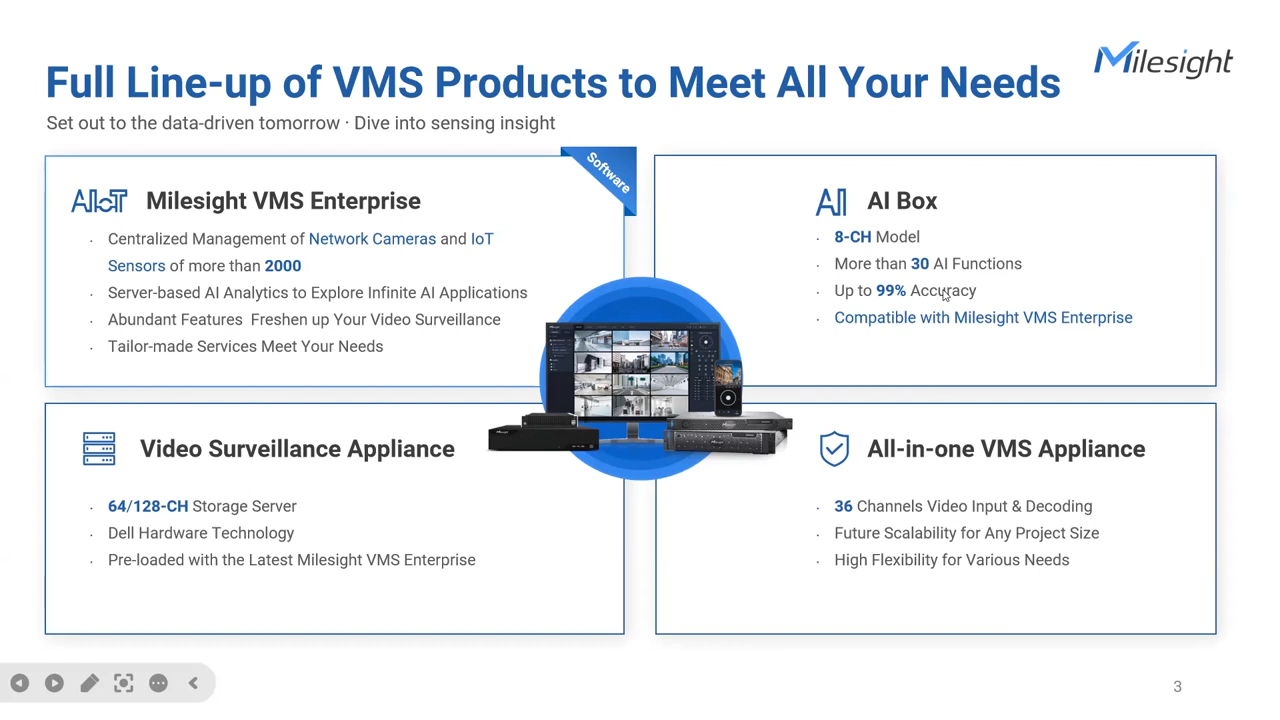 Full Line-up of VMS Products to Meet All Your Needs
Milesight
Set out to the data-driven tomorrow · Dive into sensing insight
Software
AIoT Milesight VMS Enterprise
· Centralized Management of Network Cameras and IoT
Sensors of more than 2000
· Server-based AI Analytics to Explore Infinite AI Applications
· Abundant Features Freshen up Your Video Surveillance
· Tailor-made Services Meet Your Needs
AI AI Box
· 8-CH Model
· More than 30 AI Functions
· Up to 99% Accuracy
· Compatible with Milesight VMS Enterprise
Video Surveillance Appliance
· 64/128-CH Storage Server
· Dell Hardware Technology
· Pre-loaded with the Latest Milesight VMS Enterprise
All-in-one VMS Appliance
· 36 Channels Video Input & Decoding
· Future Scalability for Any Project Size
· High Flexibility for Various Needs
3